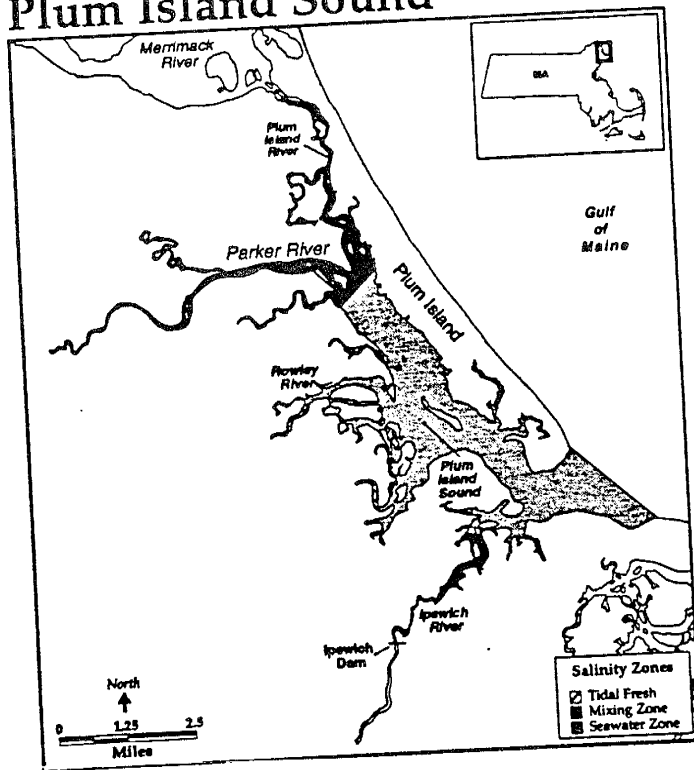 Plum Island Sound
Merrimack
River
MA
Plum
Island
River
Gulf
of
Maine
Parker River
Plum Island
Rowley
River
Plum
Island
Sound
Ipswich
River
Ipswich
Dam
Salinity Zones
Tidal Fresh
Mixing Zone
Seawater Zone
North
0 1.25 2.5
Miles